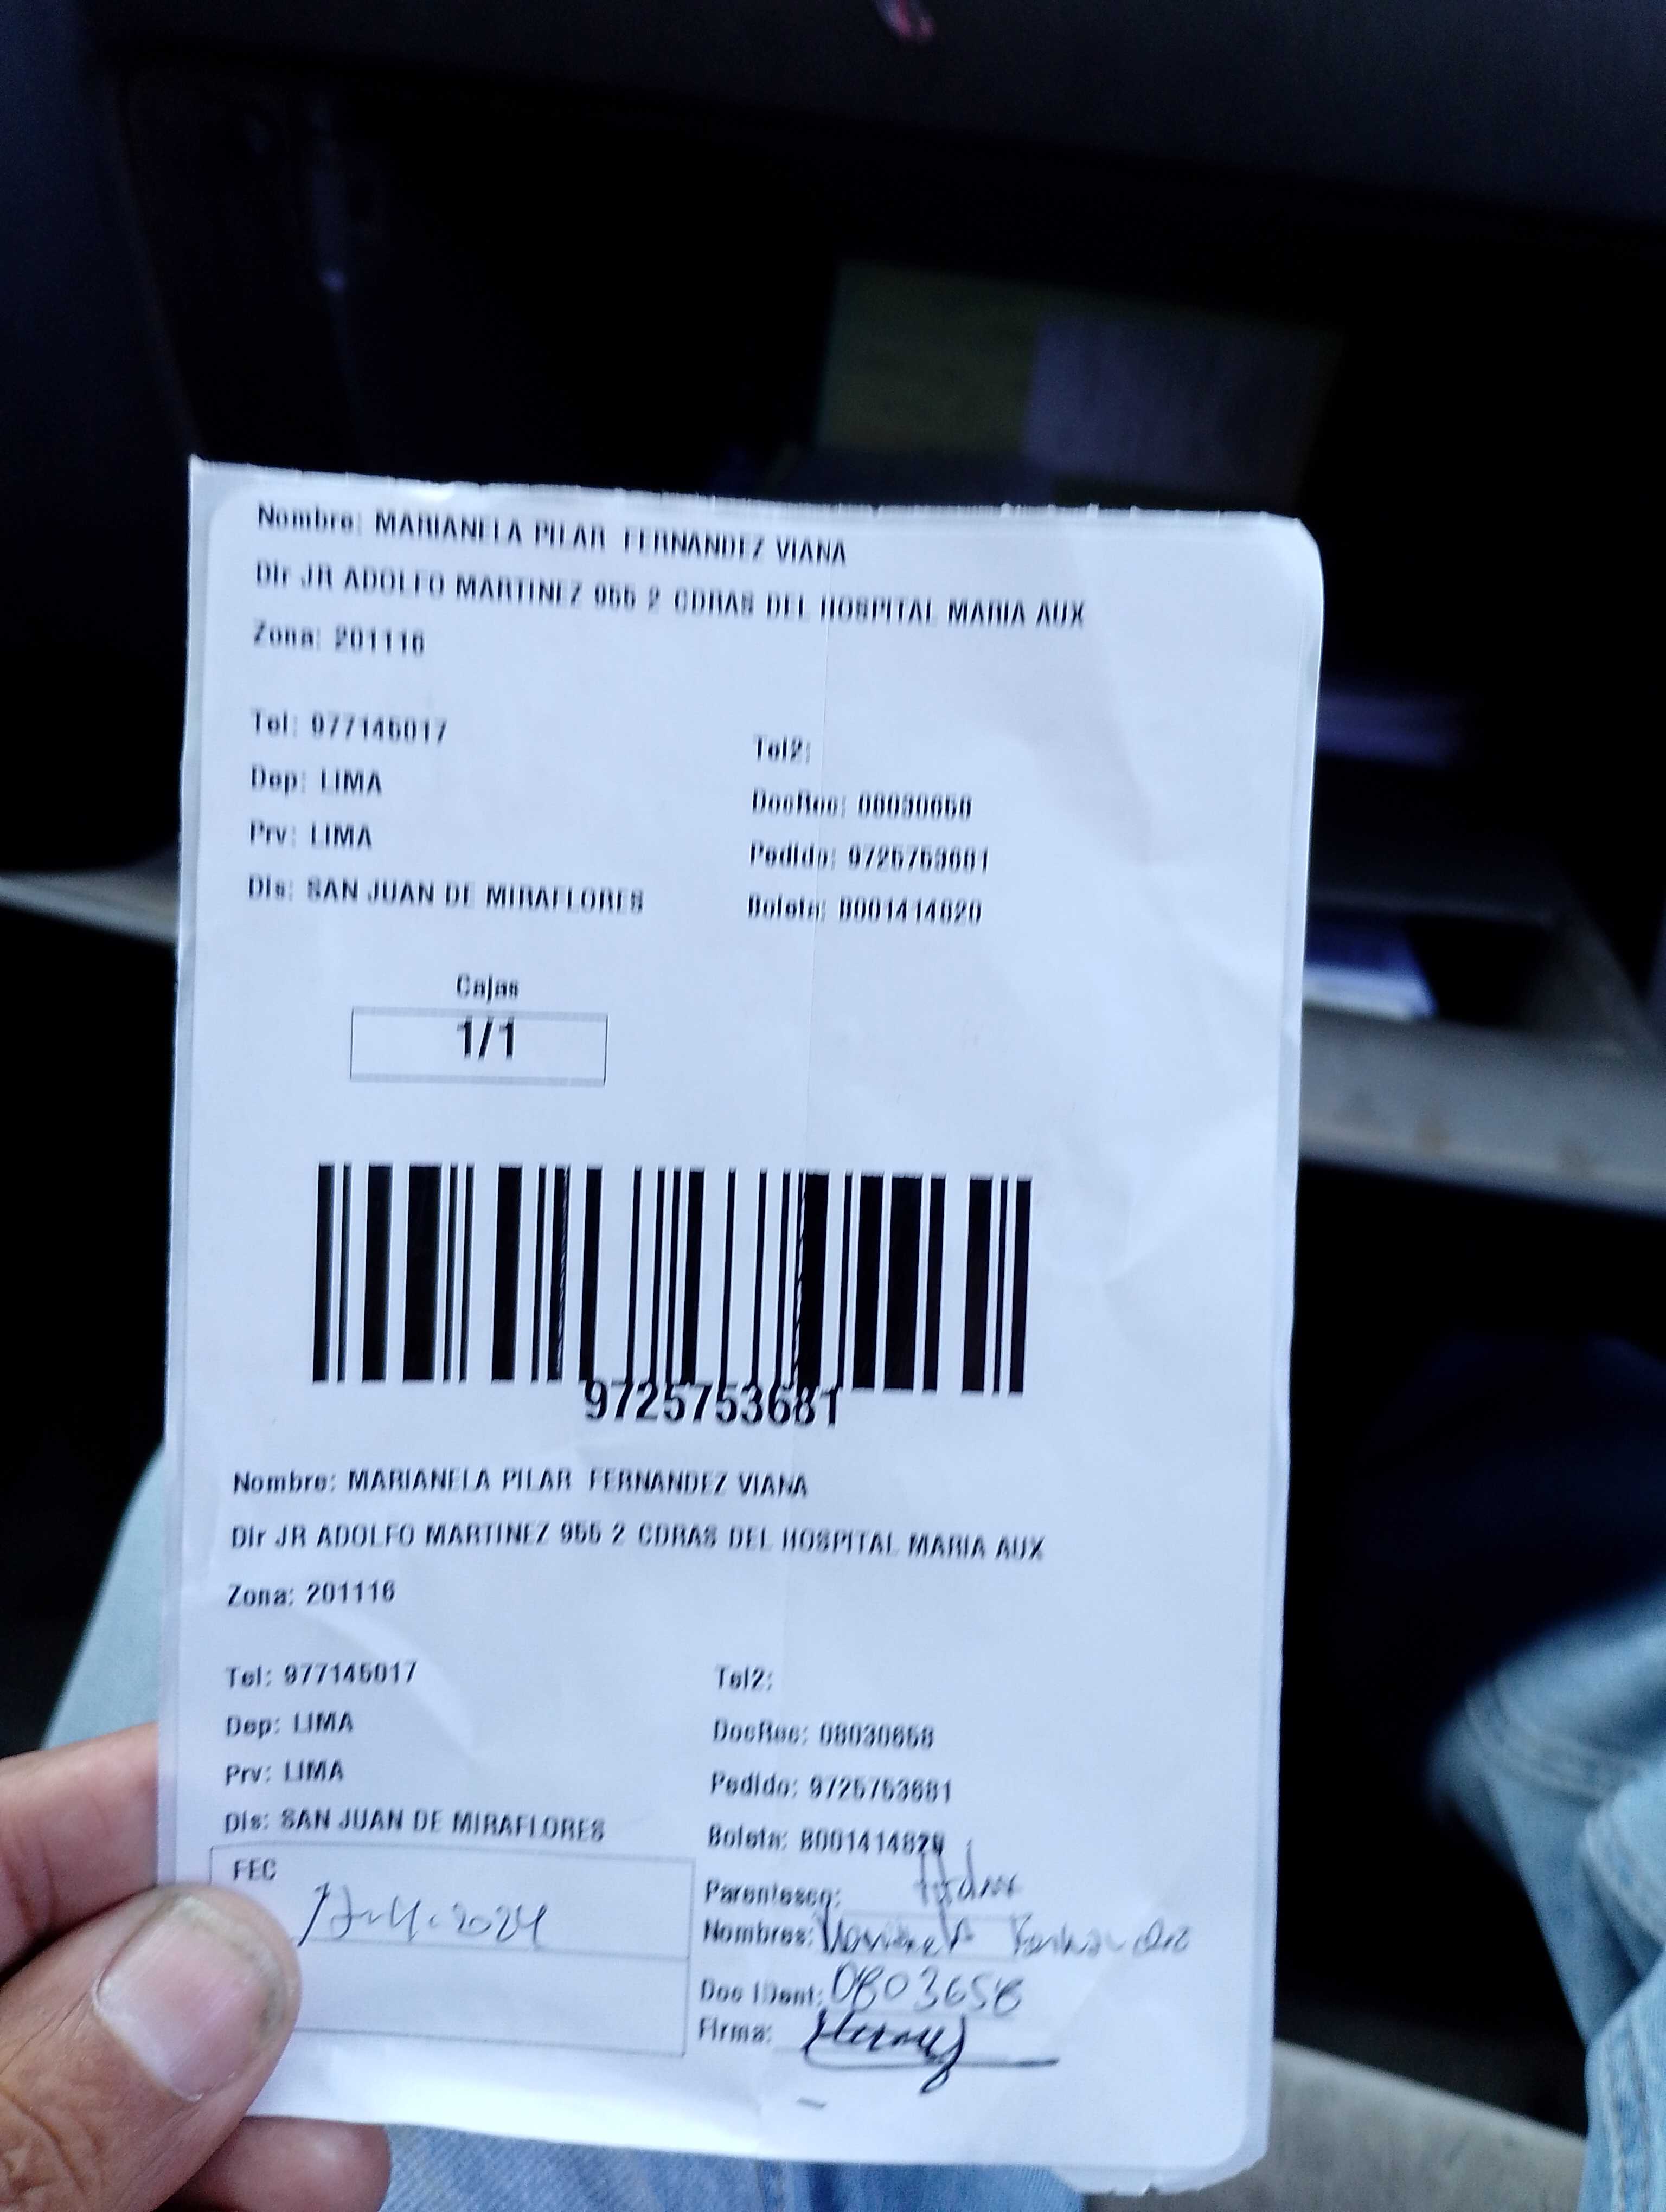 Nombre: MARIANELA PILAR FERNANDEZ VIANA
Dir JR ADOLFO MARTINEZ 955 2 CDRAS DEL HOSPITAL MARIA AUX
Zona: 201116
Tel: 977145017
Tel2:
Dep: LIMA
DocRec: 08030658
Prv: LIMA
Pedido: 9725753681
Dis: SAN JUAN DE MIRAFLORES
Boleta: B001414820
Cajas
1/1
9725753681
Nombre: MARIANELA PILAR FERNANDEZ VIANA
Dir JR ADOLFO MARTINEZ 955 2 CDRAS DEL HOSPITAL MARIA AUX
Zona: 201116
Tel: 977145017
Tel2:
Dep: LIMA
DocRec: 08030658
Prv: LIMA
Pedido: 9725753681
Dis: SAN JUAN DE MIRAFLORES
Boleta: B00141482
FEC
2024
Parentesco:
Nombres: Marianela Fernandez
Doc IDent: 0803658
Firma: